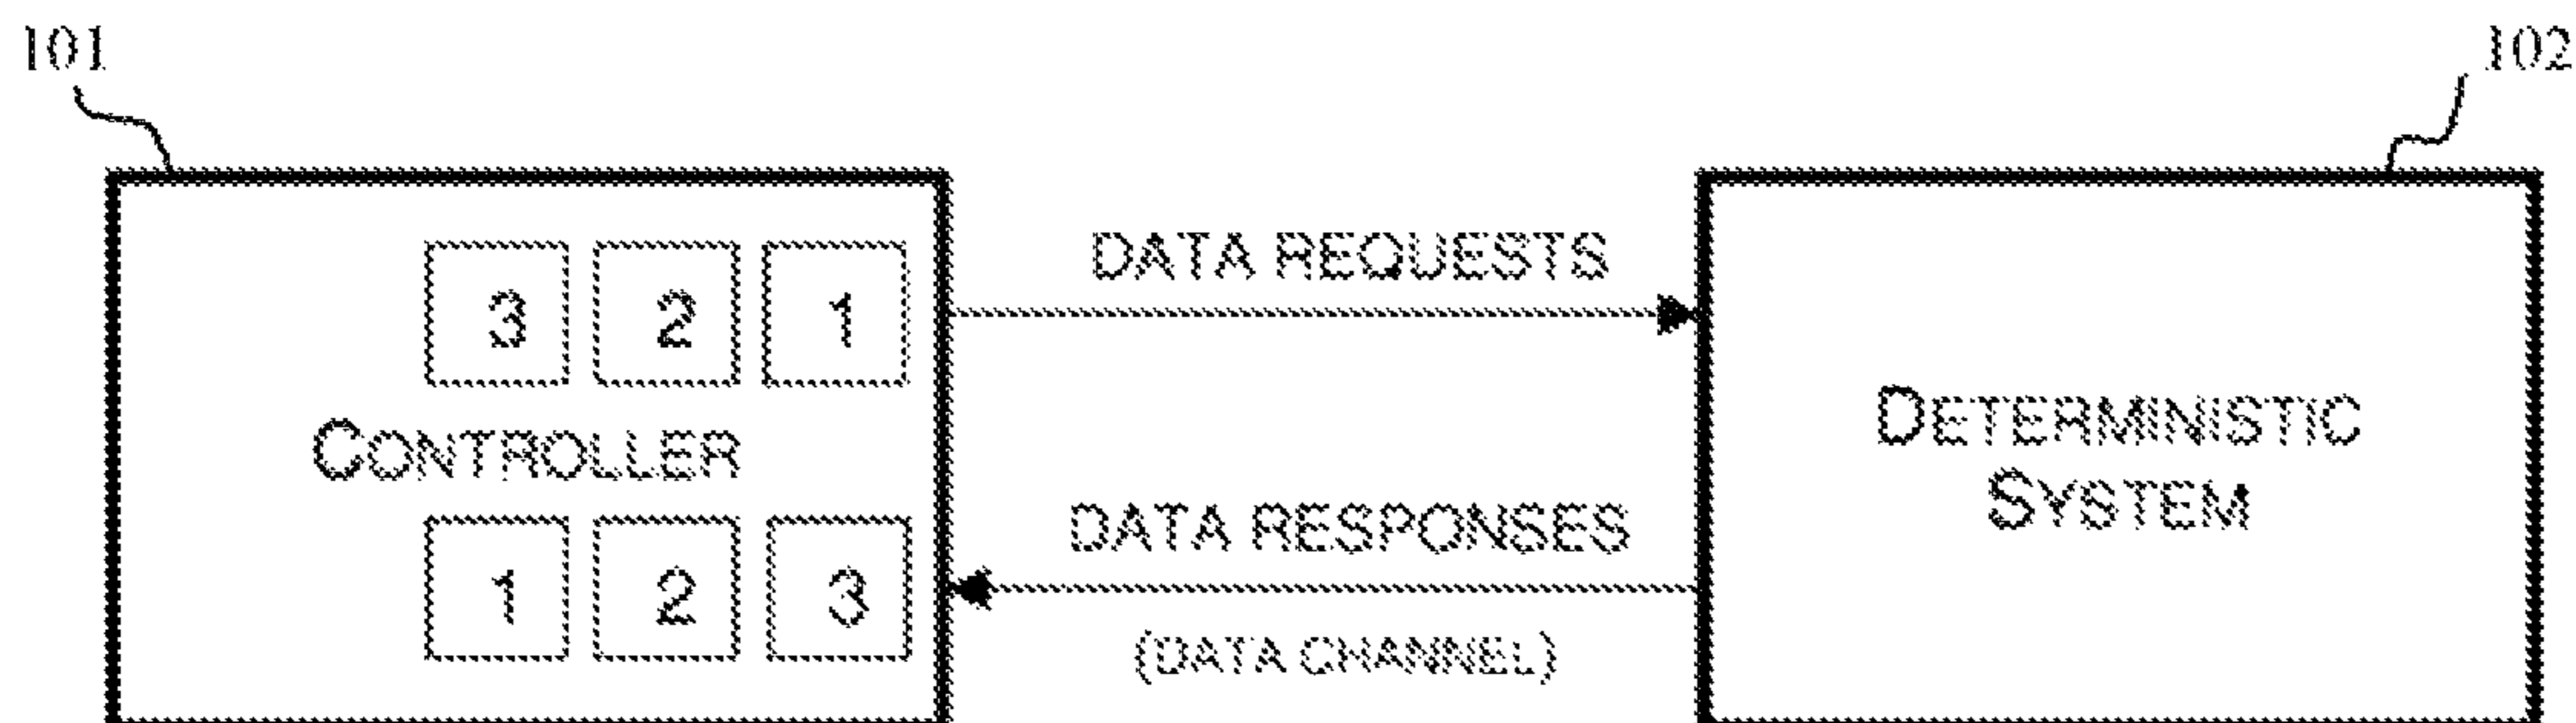 101
102
3 2 1
DATA REQUESTS
CONTROLLER
DETERMINISTIC
SYSTEM
1 2 3
DATA RESPONSES
(DATA CHANNEL)